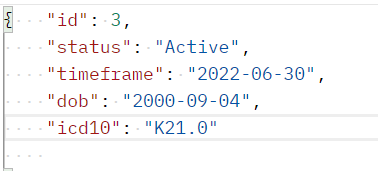 {    "id": 3,
    "status": "Active",
    "timeframe": "2022-06-30",
    "dob": "2000-09-04",
    "icd10": "K21.0"